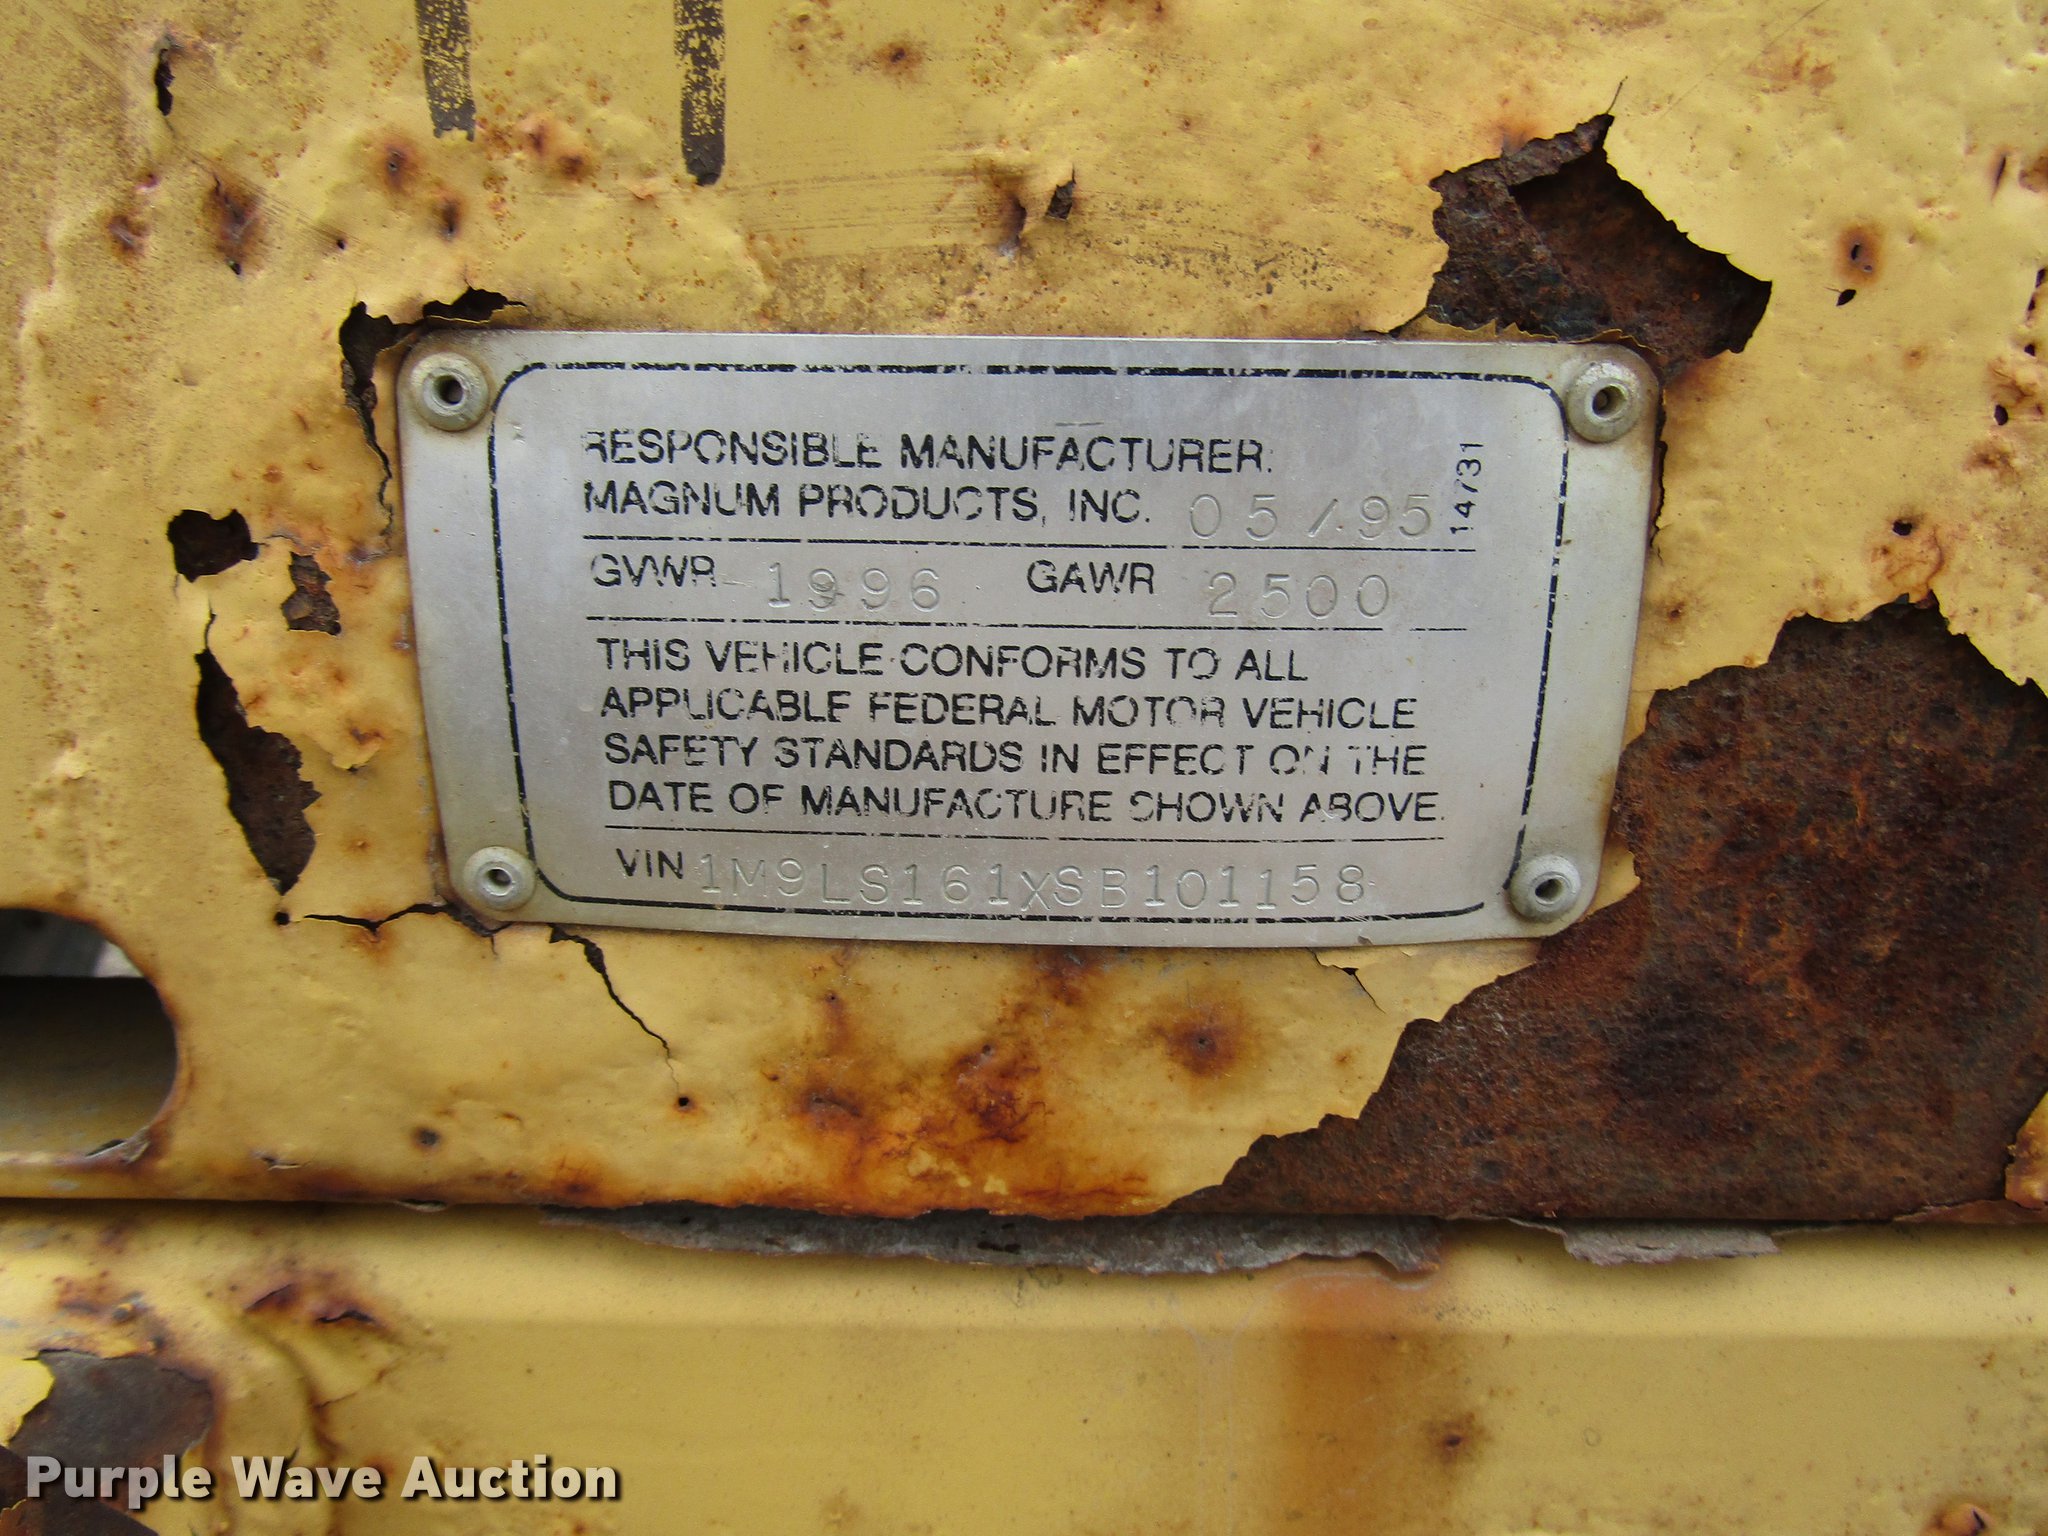 RESPONSIBLE MANUFACTURER:
MAGNUM PRODUCTS, INC. 05/95
14731
GVWR 1996 GAWR 2500
THIS VEHICLE CONFORMS TO ALL
APPLICABLE FEDERAL MOTOR VEHICLE
SAFETY STANDARDS IN EFFECT ON THE
DATE OF MANUFACTURE SHOWN ABOVE.
VIN 1M9LS161XSB101158
Purple Wave Auction